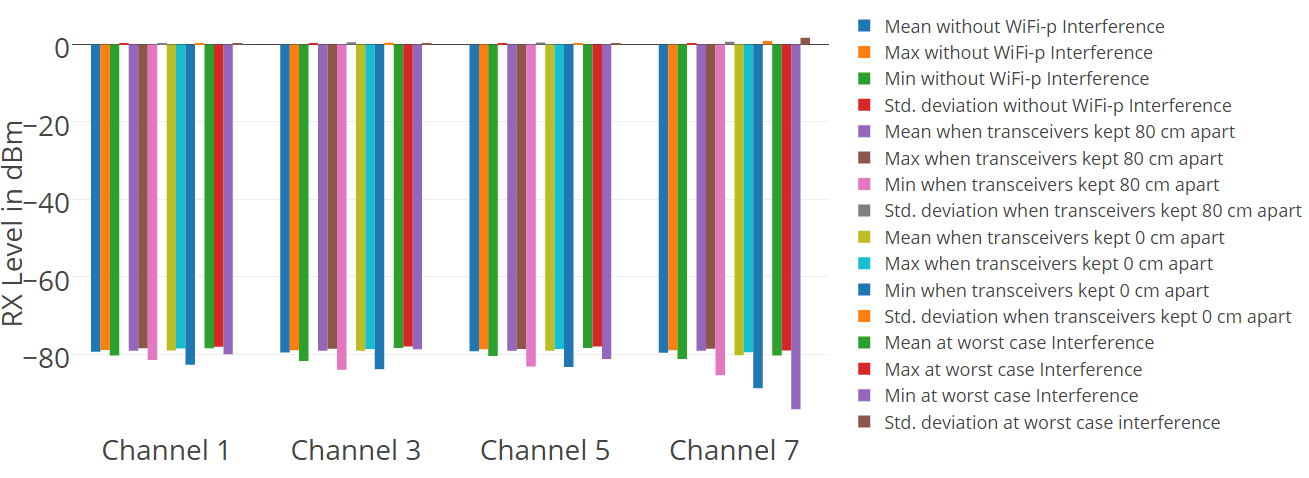 0
−20
−40
−60
−80
RX Level in dBm
Channel 1
Channel 3
Channel 5
Channel 7
Mean without WiFi-p Interference
Max without WiFi-p Interference
Min without WiFi-p Interference
Std. deviation without WiFi-p Interference
Mean when transceivers kept 80 cm apart
Max when transceivers kept 80 cm apart
Min when transceivers kept 80 cm apart
Std. deviation when transceivers kept 80 cm apart
Mean when transceivers kept 0 cm apart
Max when transceivers kept 0 cm apart
Min when transceivers kept 0 cm apart
Std. deviation when transceivers kept 0 cm apart
Mean at worst case Interference
Max at worst case Interference
Min at worst case Interference
Std. deviation at worst case interference